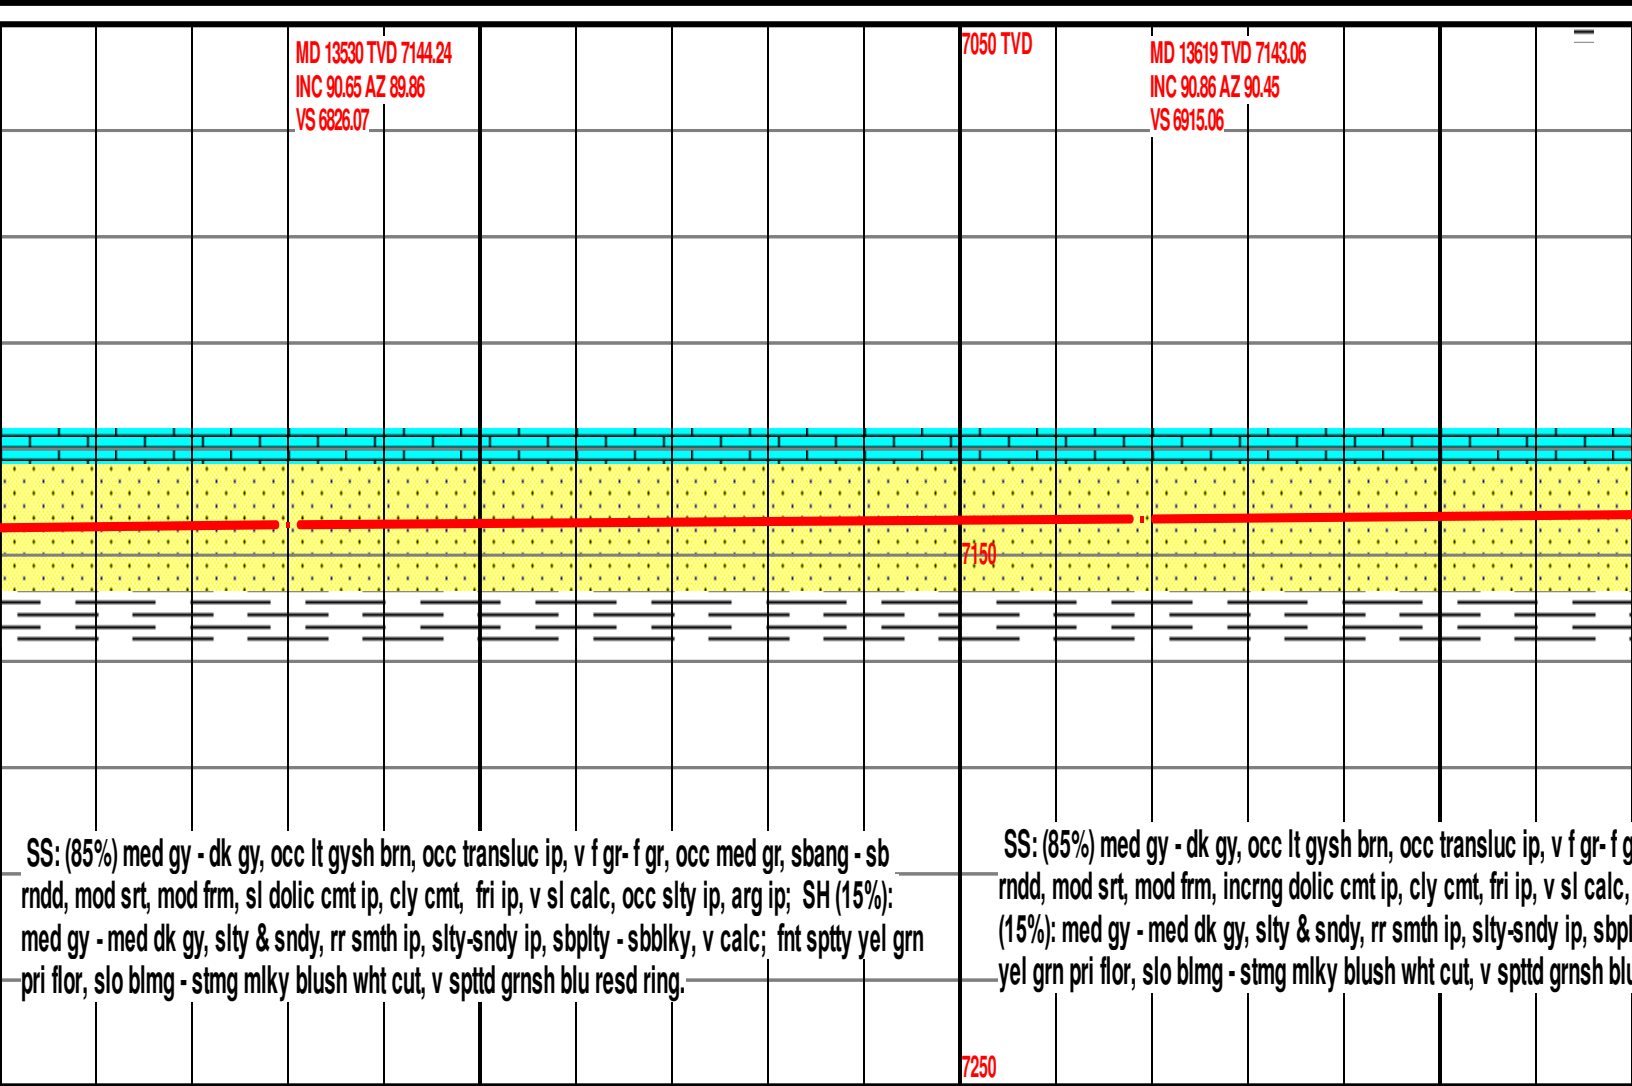 MD 13530 TVD 7144.24
INC 90.65 AZ 89.86
VS 6826.07
7050 TVD
MD 13619 TVD 7143.06
INC 90.86 AZ 90.45
VS 6915.06
7150
SS: (85%) med gy - dk gy, occ lt gysh brn, occ transluc ip, v f gr- f gr, occ med gr, sbang - sb
rndd, mod srt, mod frm, sl dolic cmt ip, cly cmt, fri ip, v sl calc, occ slty ip, arg ip; SH (15%):
med gy - med dk gy, slty & sndy, rr smth ip, slty-sndy ip, sbplty - sbblky, v calc; fnt sptty yel grn
pri flor, slo blmg - stmg mlky blush wht cut, v spttd grnsh blu resd ring.
SS: (85%) med gy - dk gy, occ lt gysh brn, occ transluc ip, v f gr- f g
rndd, mod srt, mod frm, incrng dolic cmt ip, cly cmt, fri ip, v sl calc,
(15%): med gy - med dk gy, slty & sndy, rr smth ip, slty-sndy ip, sbpl
yel grn pri flor, slo blmg - stmg mlky blush wht cut, v spttd grnsh blu
7250